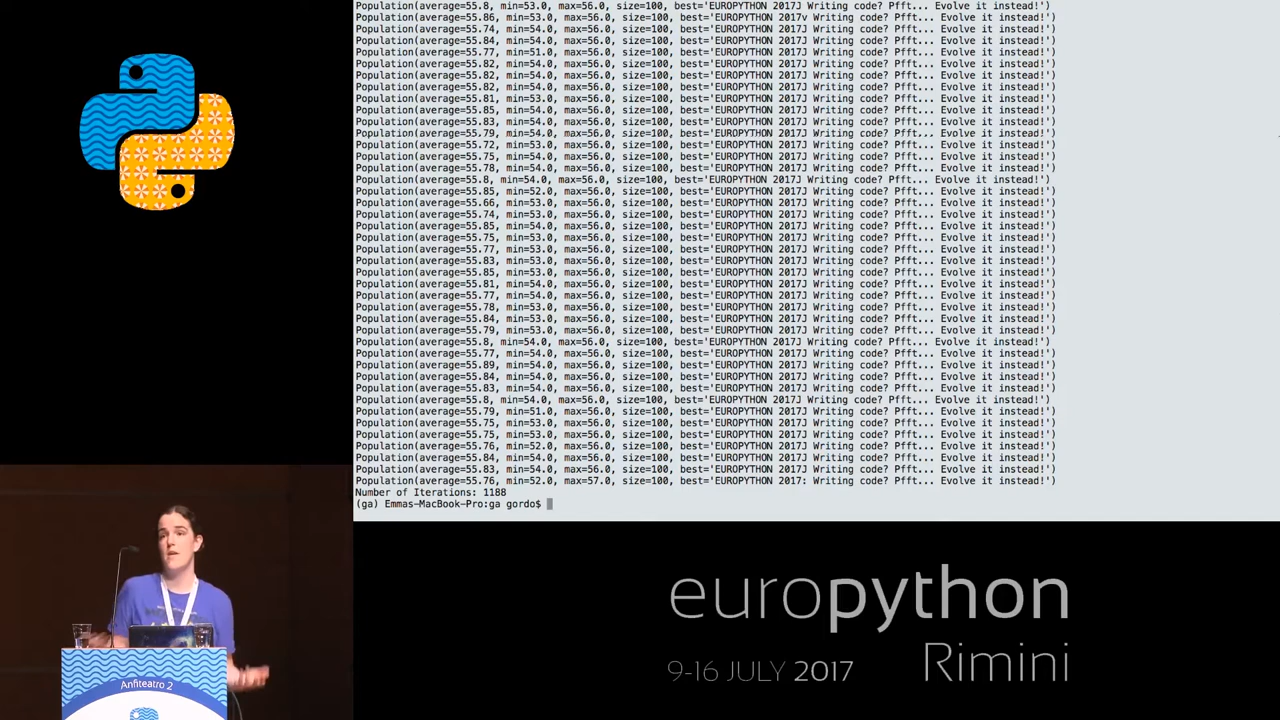 Population(average=55.8, min=53.0, max=56.0, size=100, best='EUROPYTHON 2017J Writing code? Pfft... Evolve it instead!')
Population(average=55.86, min=53.0, max=56.0, size=100, best='EUROPYTHON 2017v Writing code? Pfft... Evolve it instead!')
Population(average=55.74, min=54.0, max=56.0, size=100, best='EUROPYTHON 2017J Writing code? Pfft... Evolve it instead!')
Population(average=55.84, min=54.0, max=56.0, size=100, best='EUROPYTHON 2017J Writing code? Pfft... Evolve it instead!')
Population(average=55.77, min=51.0, max=56.0, size=100, best='EUROPYTHON 2017J Writing code? Pfft... Evolve it instead!')
Population(average=55.82, min=54.0, max=56.0, size=100, best='EUROPYTHON 2017J Writing code? Pfft... Evolve it instead!')
Population(average=55.82, min=54.0, max=56.0, size=100, best='EUROPYTHON 2017J Writing code? Pfft... Evolve it instead!')
Population(average=55.82, min=54.0, max=56.0, size=100, best='EUROPYTHON 2017J Writing code? Pfft... Evolve it instead!')
Population(average=55.81, min=53.0, max=56.0, size=100, best='EUROPYTHON 2017J Writing code? Pfft... Evolve it instead!')
Population(average=55.85, min=54.0, max=56.0, size=100, best='EUROPYTHON 2017J Writing code? Pfft... Evolve it instead!')
Population(average=55.83, min=54.0, max=56.0, size=100, best='EUROPYTHON 2017J Writing code? Pfft... Evolve it instead!')
Population(average=55.79, min=54.0, max=56.0, size=100, best='EUROPYTHON 2017J Writing code? Pfft... Evolve it instead!')
Population(average=55.72, min=53.0, max=56.0, size=100, best='EUROPYTHON 2017J Writing code? Pfft... Evolve it instead!')
Population(average=55.75, min=54.0, max=56.0, size=100, best='EUROPYTHON 2017J Writing code? Pfft... Evolve it instead!')
Population(average=55.78, min=54.0, max=56.0, size=100, best='EUROPYTHON 2017J Writing code? Pfft... Evolve it instead!')
Population(average=55.8, min=54.0, max=56.0, size=100, best='EUROPYTHON 2017J Writing code? Pfft... Evolve it instead!')
Population(average=55.85, min=52.0, max=56.0, size=100, best='EUROPYTHON 2017J Writing code? Pfft... Evolve it instead!')
Population(average=55.66, min=53.0, max=56.0, size=100, best='EUROPYTHON 2017J Writing code? Pfft... Evolve it instead!')
Population(average=55.74, min=53.0, max=56.0, size=100, best='EUROPYTHON 2017J Writing code? Pfft... Evolve it instead!')
Population(average=55.85, min=54.0, max=56.0, size=100, best='EUROPYTHON 2017J Writing code? Pfft... Evolve it instead!')
Population(average=55.75, min=53.0, max=56.0, size=100, best='EUROPYTHON 2017J Writing code? Pfft... Evolve it instead!')
Population(average=55.77, min=53.0, max=56.0, size=100, best='EUROPYTHON 2017J Writing code? Pfft... Evolve it instead!')
Population(average=55.83, min=53.0, max=56.0, size=100, best='EUROPYTHON 2017J Writing code? Pfft... Evolve it instead!')
Population(average=55.85, min=53.0, max=56.0, size=100, best='EUROPYTHON 2017J Writing code? Pfft... Evolve it instead!')
Population(average=55.81, min=54.0, max=56.0, size=100, best='EUROPYTHON 2017J Writing code? Pfft... Evolve it instead!')
Population(average=55.77, min=54.0, max=56.0, size=100, best='EUROPYTHON 2017J Writing code? Pfft... Evolve it instead!')
Population(average=55.78, min=53.0, max=56.0, size=100, best='EUROPYTHON 2017J Writing code? Pfft... Evolve it instead!')
Population(average=55.84, min=53.0, max=56.0, size=100, best='EUROPYTHON 2017J Writing code? Pfft... Evolve it instead!')
Population(average=55.79, min=53.0, max=56.0, size=100, best='EUROPYTHON 2017J Writing code? Pfft... Evolve it instead!')
Population(average=55.8, min=54.0, max=56.0, size=100, best='EUROPYTHON 2017J Writing code? Pfft... Evolve it instead!')
Population(average=55.77, min=54.0, max=56.0, size=100, best='EUROPYTHON 2017J Writing code? Pfft... Evolve it instead!')
Population(average=55.89, min=54.0, max=56.0, size=100, best='EUROPYTHON 2017J Writing code? Pfft... Evolve it instead!')
Population(average=55.84, min=54.0, max=56.0, size=100, best='EUROPYTHON 2017J Writing code? Pfft... Evolve it instead!')
Population(average=55.83, min=54.0, max=56.0, size=100, best='EUROPYTHON 2017J Writing code? Pfft... Evolve it instead!')
Population(average=55.8, min=54.0, max=56.0, size=100, best='EUROPYTHON 2017J Writing code? Pfft... Evolve it instead!')
Population(average=55.79, min=51.0, max=56.0, size=100, best='EUROPYTHON 2017J Writing code? Pfft... Evolve it instead!')
Population(average=55.75, min=53.0, max=56.0, size=100, best='EUROPYTHON 2017J Writing code? Pfft... Evolve it instead!')
Population(average=55.76, min=52.0, max=56.0, size=100, best='EUROPYTHON 2017J Writing code? Pfft... Evolve it instead!')
Population(average=55.84, min=54.0, max=56.0, size=100, best='EUROPYTHON 2017J Writing code? Pfft... Evolve it instead!')
Population(average=55.83, min=54.0, max=56.0, size=100, best='EUROPYTHON 2017J Writing code? Pfft... Evolve it instead!')
Population(average=55.76, min=52.0, max=57.0, size=100, best='EUROPYTHON 2017: Writing code? Pfft... Evolve it instead!')
Number of Iterations: 1188
(ga) Emmas-MacBook-Pro:ga gordo$
europython
Rimini
9-16 JULY 2017
Anfiteatro 2